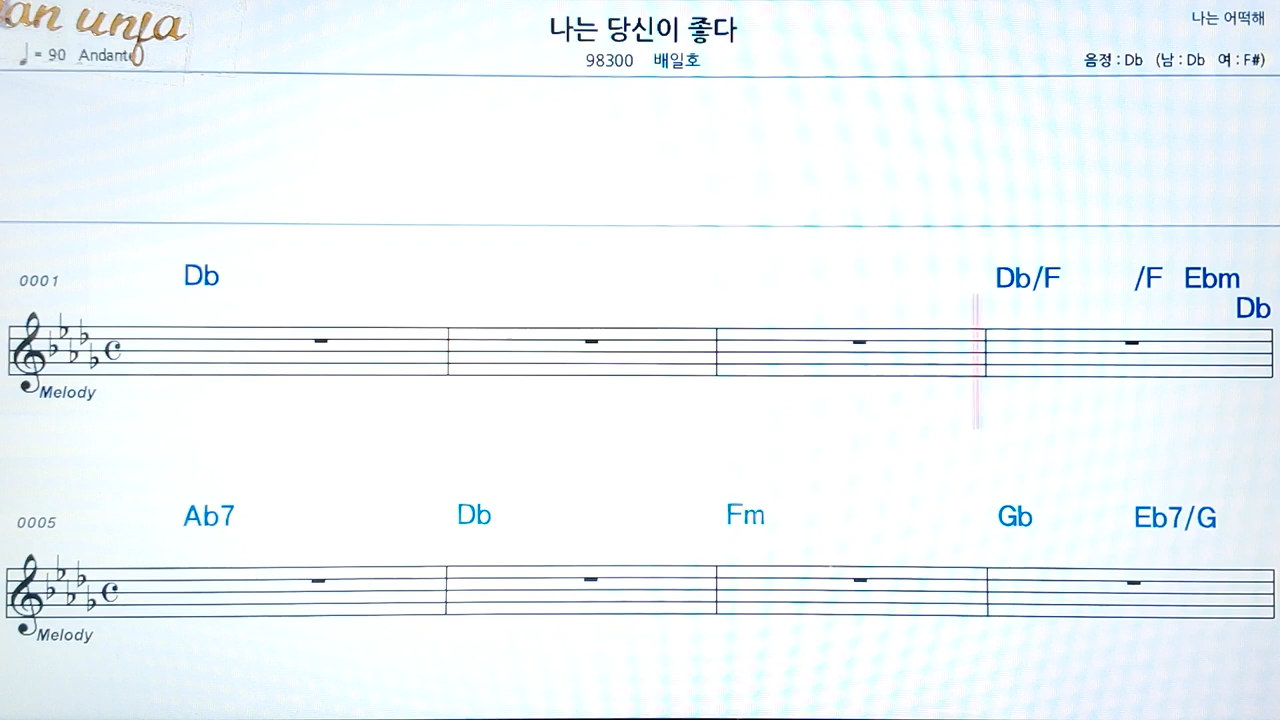 an unja
나는 당신이 좋다
나는 어떡해
♩ = 90 Andante
98300 배일호
음정 : Db (남 : Db 여 : F#)
0001
Db
Db/F /F Ebm
Db
Melody
0005
Ab7 Db Fm Gb Eb7/G
Melody